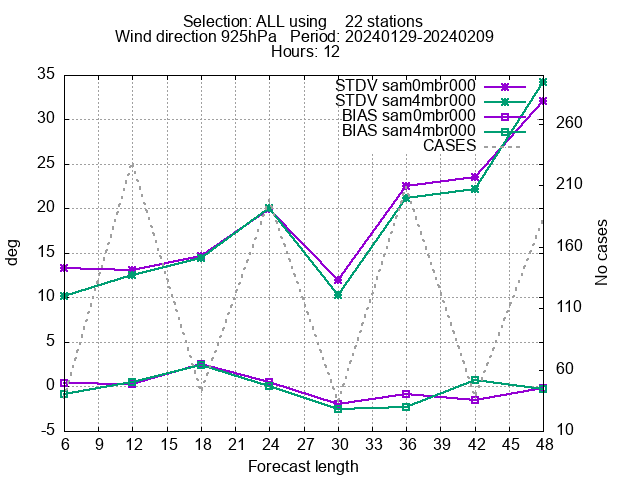 Selection: ALL using 22 stations
Wind direction 925hPa Period: 20240129-20240209
Hours: 12
STDV sam0mbr000
STDV sam4mbr000
BIAS sam0mbr000
BIAS sam4mbr000
CASES
35
30
25
20
15
10
5
0
-5
deg
260
210
160
110
60
10
No cases
6 9 12 15 18 21 24 27 30 33 36 39 42 45 48
Forecast length